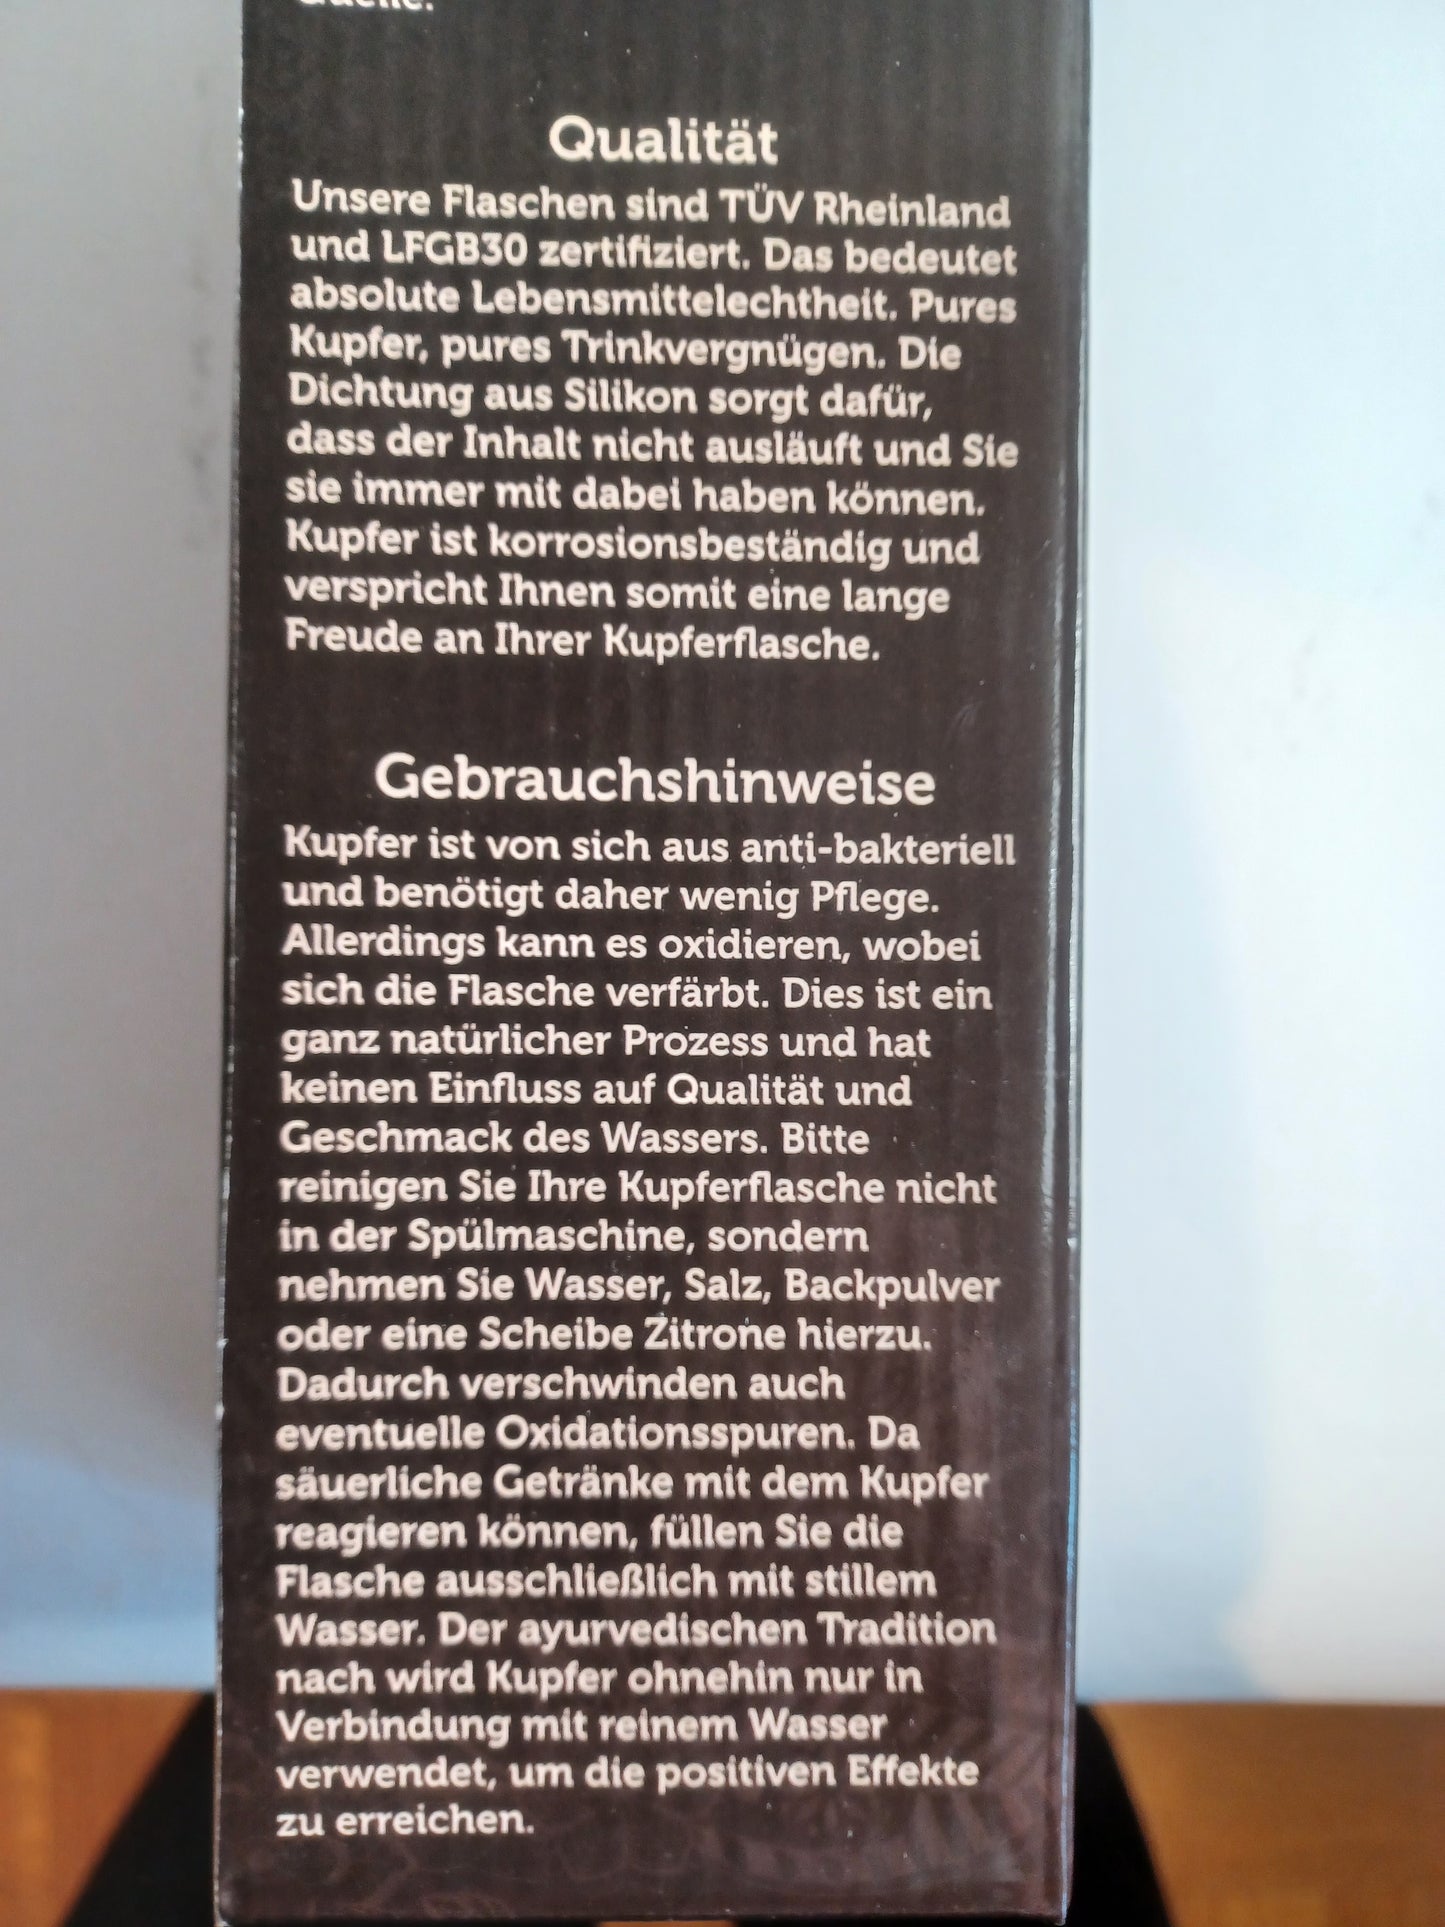 Quelle.
Qualität
Unsere Flaschen sind TÜV Rheinland
und LFGB30 zertifiziert. Das bedeutet
absolute Lebensmittelechtheit. Pures
Kupfer, pures Trinkvergnügen. Die
Dichtung aus Silikon sorgt dafür,
dass der Inhalt nicht ausläuft und Sie
sie immer mit dabei haben können.
Kupfer ist korrosionsbeständig und
verspricht Ihnen somit eine lange
Freude an Ihrer Kupferflasche.
Gebrauchshinweise
Kupfer ist von sich aus anti-bakteriell
und benötigt daher wenig Pflege.
Allerdings kann es oxidieren, wobei
sich die Flasche verfärbt. Dies ist ein
ganz natürlicher Prozess und hat
keinen Einfluss auf Qualität und
Geschmack des Wassers. Bitte
reinigen Sie Ihre Kupferflasche nicht
in der Spülmaschine, sondern
nehmen Sie Wasser, Salz, Backpulver
oder eine Scheibe Zitrone hierzu.
Dadurch verschwinden auch
eventuelle Oxidationsspuren. Da
säuerliche Getränke mit dem Kupfer
reagieren können, füllen Sie die
Flasche ausschließlich mit stillem
Wasser. Der ayurvedischen Tradition
nach wird Kupfer ohnehin nur in
Verbindung mit reinem Wasser
verwendet, um die positiven Effekte
zu erreichen.